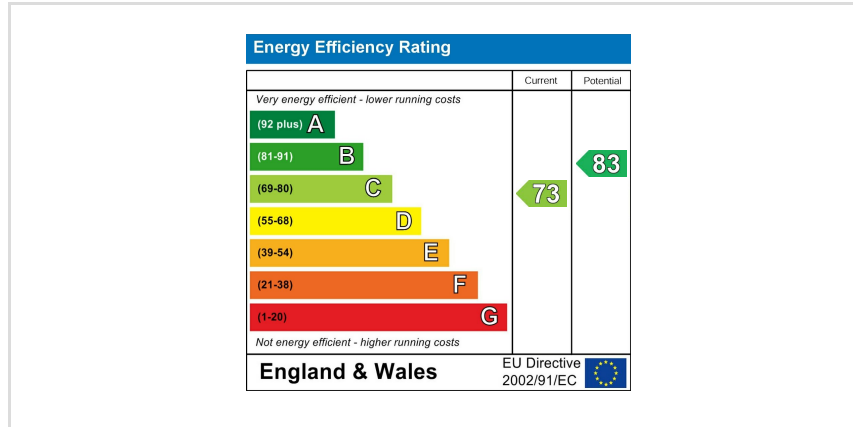 Energy Efficiency Rating
Current Potential
Very energy efficient - lower running costs
(92 plus) A
(81-91) B
83
(69-80) C
73
(55-68) D
(39-54) E
(21-38) F
(1-20) G
Not energy efficient - higher running costs
England & Wales
EU Directive
2002/91/EC